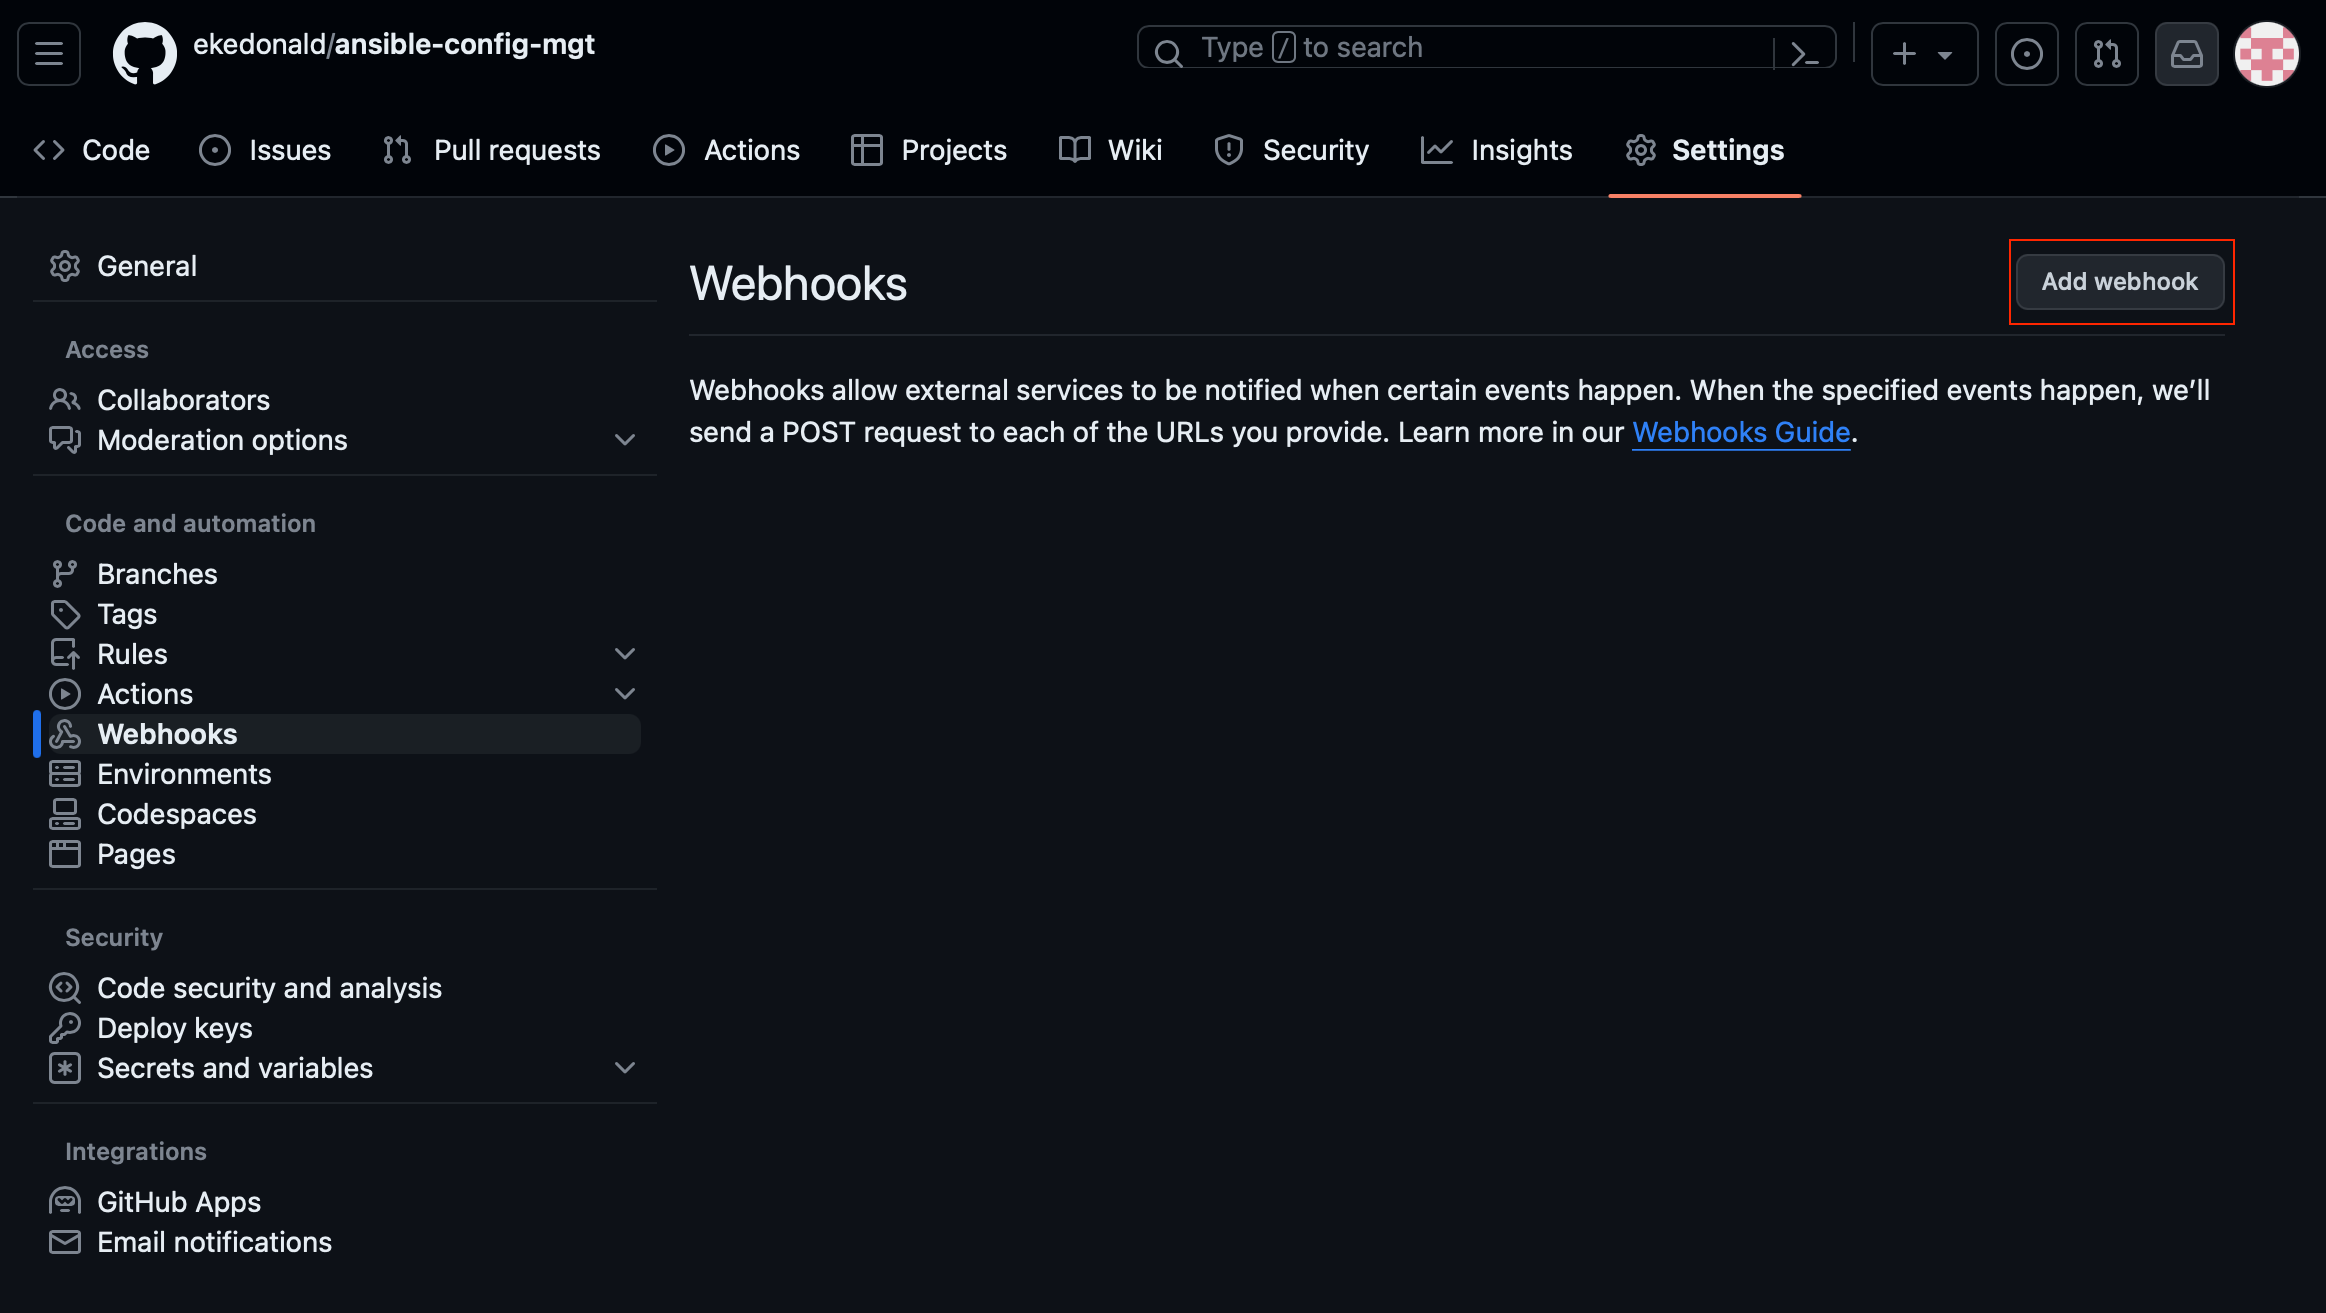 ekedonald/ansible-config-mgt
Type / to search
Code Issues Pull requests Actions Projects Wiki Security Insights Settings
General
Access
Collaborators
Moderation options
Code and automation
Branches
Tags
Rules
Actions
Webhooks
Environments
Codespaces
Pages
Security
Code security and analysis
Deploy keys
Secrets and variables
Integrations
GitHub Apps
Email notifications
Webhooks
Add webhook
Webhooks allow external services to be notified when certain events happen. When the specified events happen, we’ll
send a POST request to each of the URLs you provide. Learn more in our Webhooks Guide.